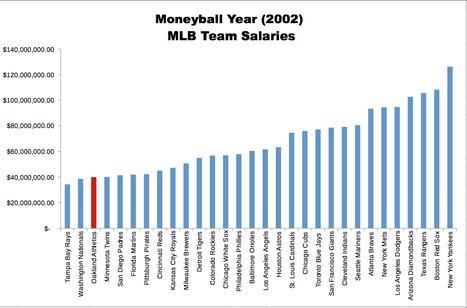 Moneyball Year (2002)
MLB Team Salaries
$140,000,000.00
$120,000,000.00
$100,000,000.00
$80,000,000.00
$60,000,000.00
$40,000,000.00
$20,000,000.00
$-
Tampa Bay Rays
Washington Nationals
Oakland Athletics
Minnesota Twins
San Diego Padres
Florida Marlins
Pittsburgh Pirates
Cincinnati Reds
Kansas City Royals
Milwaukee Brewers
Detroit Tigers
Colorado Rockies
Chicago White Sox
Philadelphia Phillies
Baltimore Orioles
Los Angeles Angels
Houston Astros
St. Louis Cardinals
Chicago Cubs
Toronto Blue Jays
San Francisco Giants
Cleveland Indians
Seattle Mariners
Atlanta Braves
New York Mets
Los Angeles Dodgers
Arizona Diamondbacks
Texas Rangers
Boston Red Sox
New York Yankees